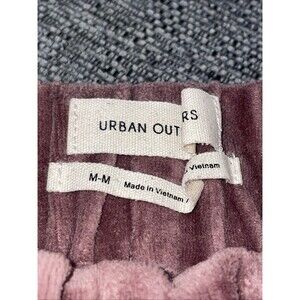 URBAN OUT
RS
Vietnam
M-M Made in Vietnam /